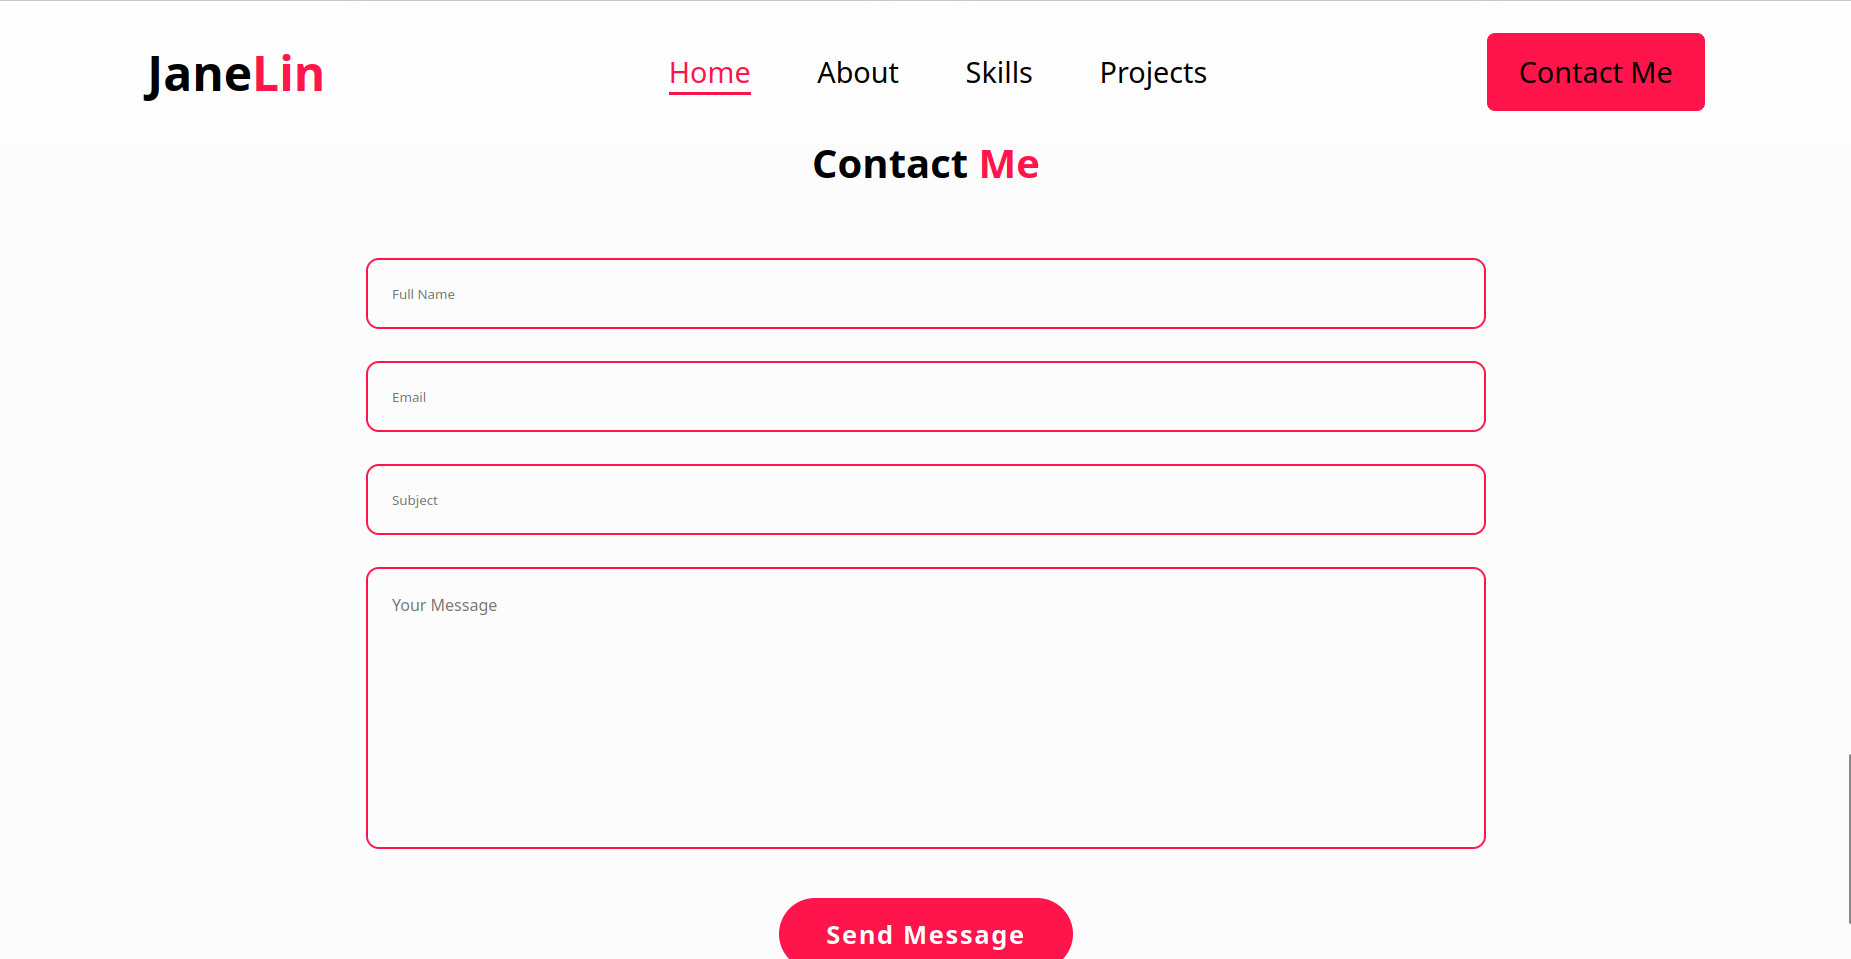 JaneLin Home About Skills Projects Contact Me
Contact Me
Full Name
Email
Subject
Your Message
Send Message